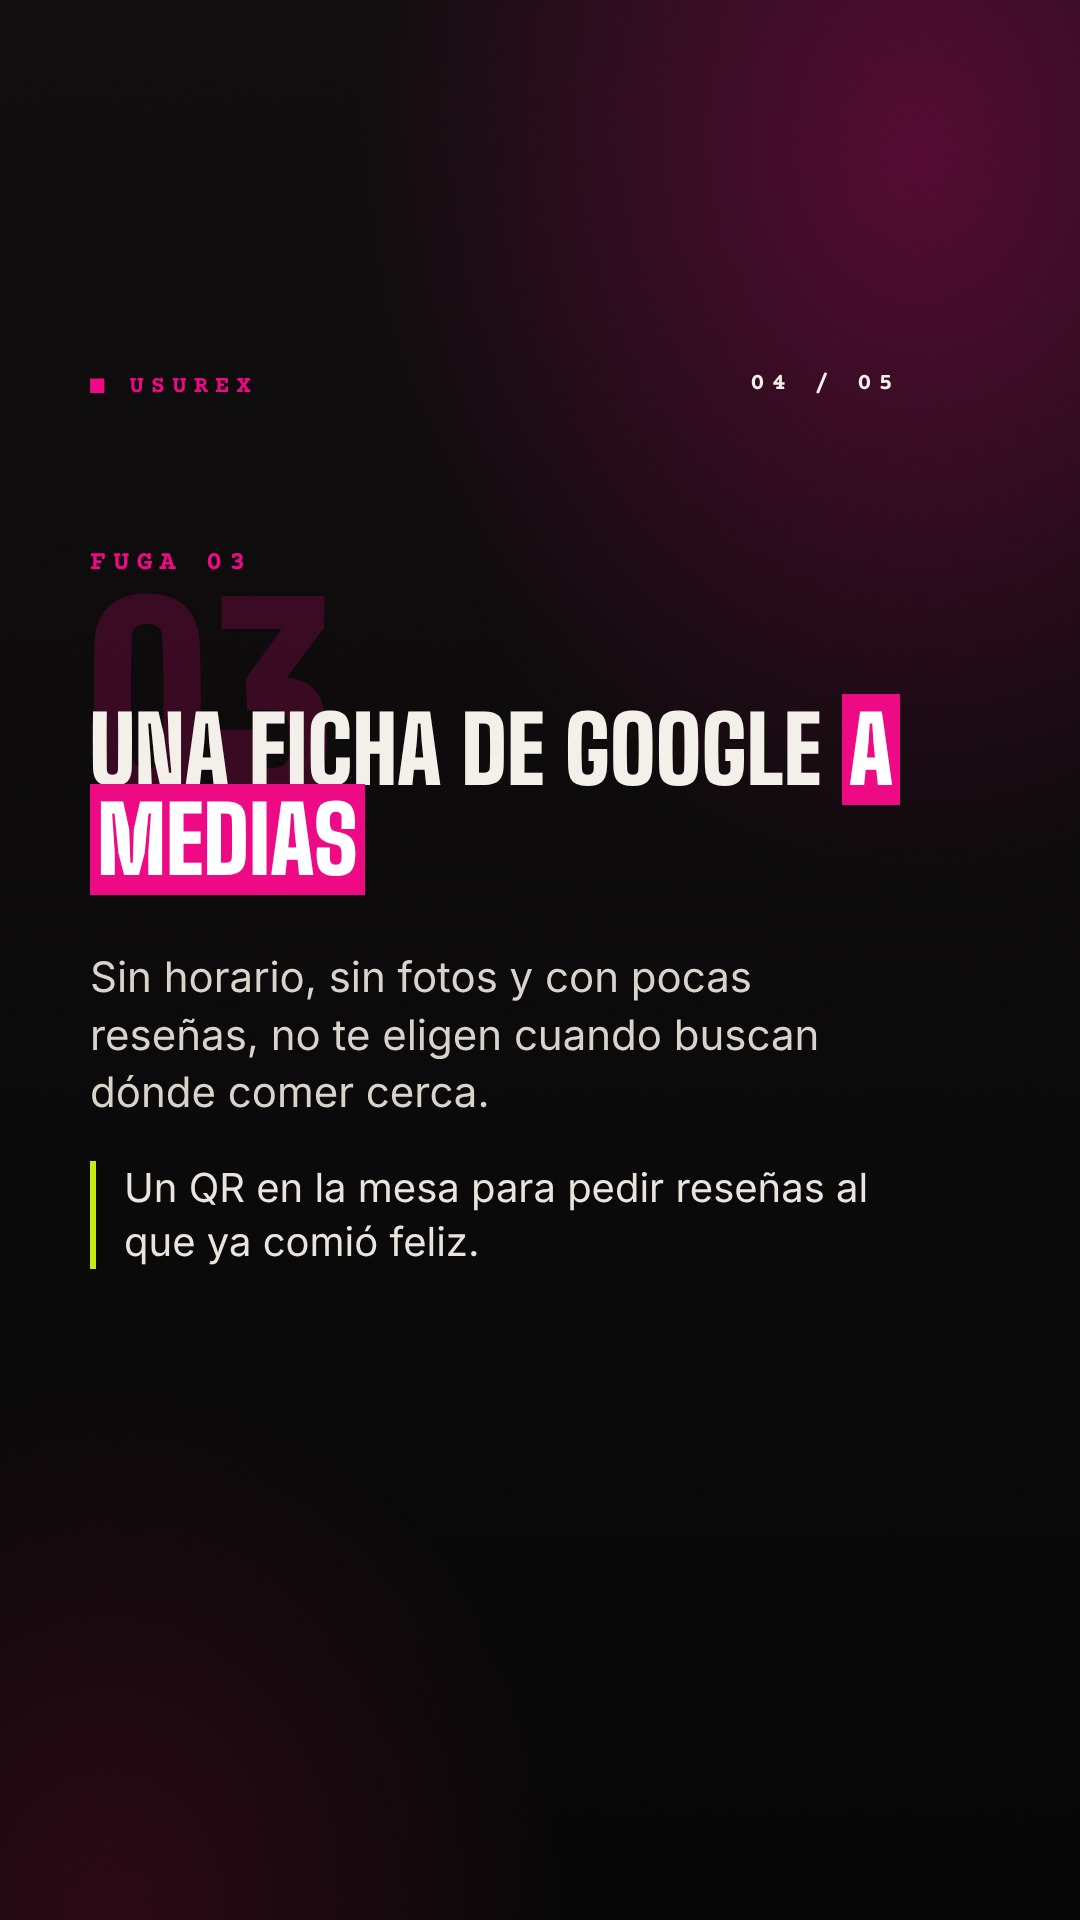 USUREX
04 / 05
FUGA 03
03
UNA FICHA DE GOOGLE A
MEDIAS
Sin horario, sin fotos y con pocas
reseñas, no te eligen cuando buscan
dónde comer cerca.
Un QR en la mesa para pedir reseñas al
que ya comió feliz.